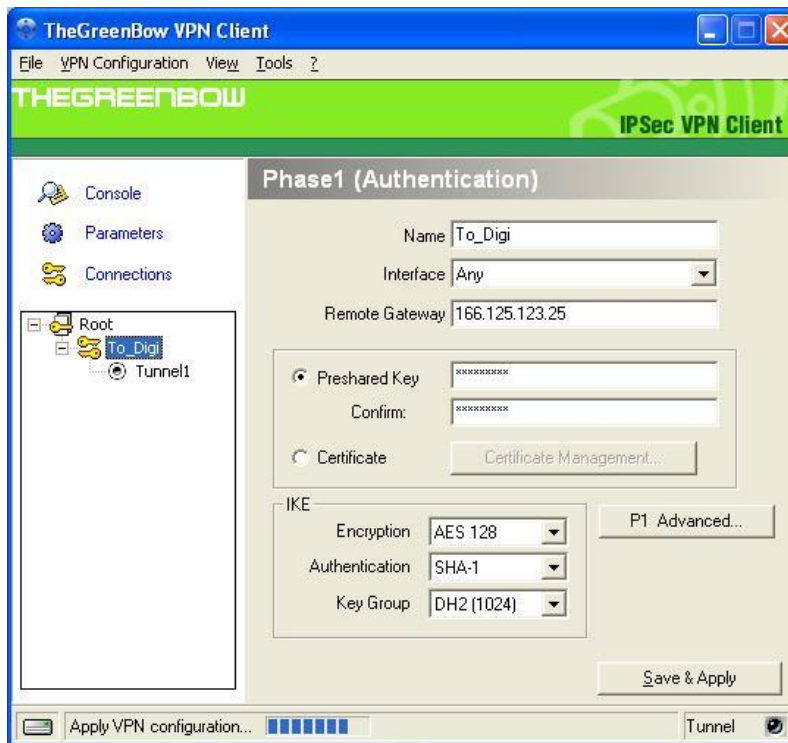 TheGreenBow VPN Client
File VPN Configuration View Tools ?
THEGREENBOW
IPSec VPN Client
Console
Parameters
Connections
Root
To_Digi
Tunnel1
Phase1 (Authentication)
Name To_Digi
Interface Any
Remote Gateway 166.125.123.25
Preshared Key *********
Confirm: *********
Certificate Certificate Management...
IKE
Encryption AES 128
Authentication SHA-1
Key Group DH2 (1024)
P1 Advanced...
Save & Apply
Apply VPN configuration...
Tunnel